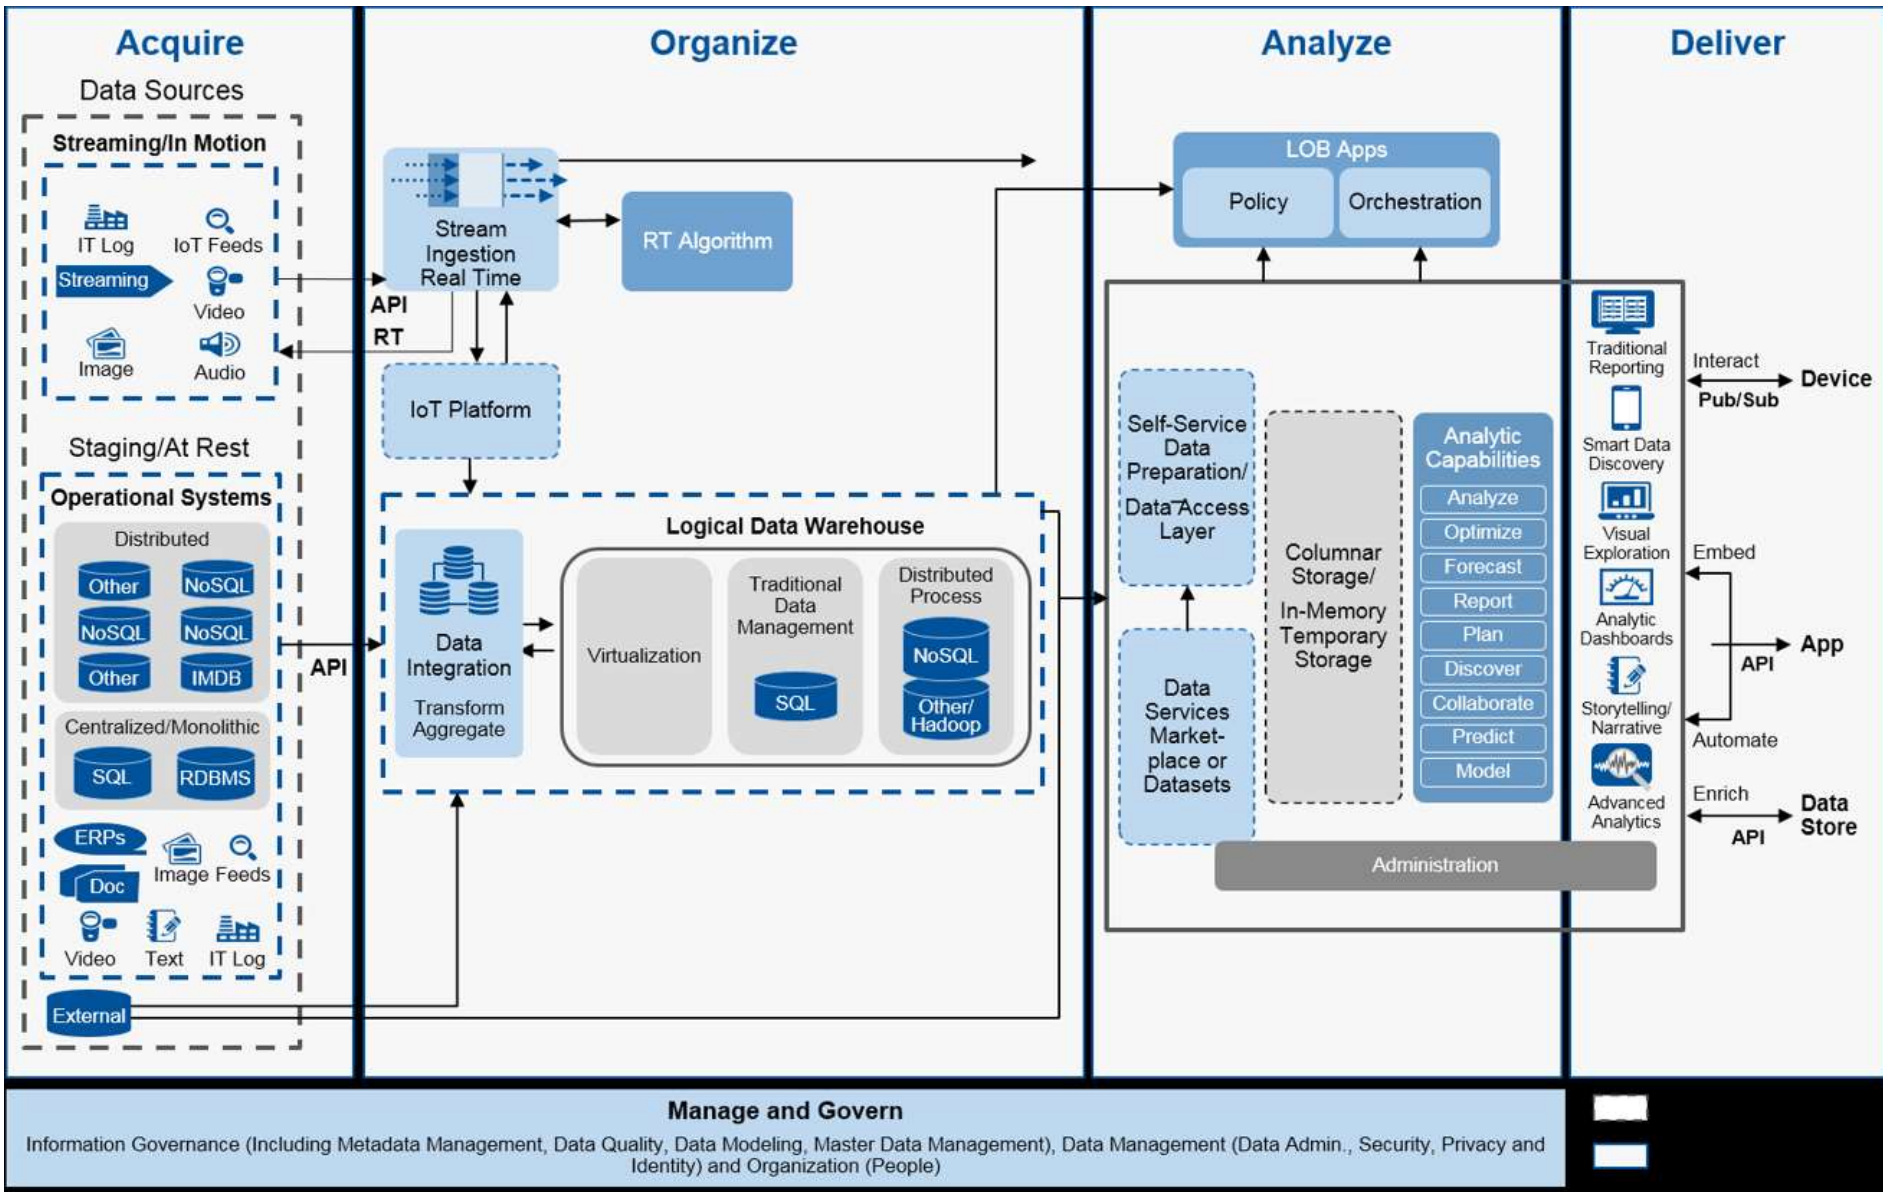 Acquire
Organize
Analyze
Deliver
Data Sources
Streaming/In Motion
IT Log
IoT Feeds
Streaming
Video
Image
Audio
Staging/At Rest
Operational Systems
Distributed
Other
NoSQL
NoSQL
NoSQL
Other
IMDB
Centralized/Monolithic
SQL
RDBMS
ERPs
Doc
Image
Feeds
Video
Text
IT Log
External
API
RT
API
Stream
Ingestion
Real Time
RT Algorithm
IoT Platform
Logical Data Warehouse
Data
Integration
Transform
Aggregate
Virtualization
Traditional
Data
Management
SQL
Distributed
Process
NoSQL
Other/
Hadoop
LOB Apps
Policy
Orchestration
Self-Service
Data
Preparation/
Data Access
Layer
Data
Services
Market-
place or
Datasets
Columnar
Storage/
In-Memory
Temporary
Storage
Analytic
Capabilities
Analyze
Optimize
Forecast
Report
Plan
Discover
Collaborate
Predict
Model
Administration
Traditional
Reporting
Smart Data
Discovery
Visual
Exploration
Analytic
Dashboards
Storytelling/
Narrative
Advanced
Analytics
Interact
Pub/Sub
Device
Embed
API
App
Automate
Enrich
API
Data
Store
Manage and Govern
Information Governance (Including Metadata Management, Data Quality, Data Modeling, Master Data Management), Data Management (Data Admin., Security, Privacy and
Identity) and Organization (People)